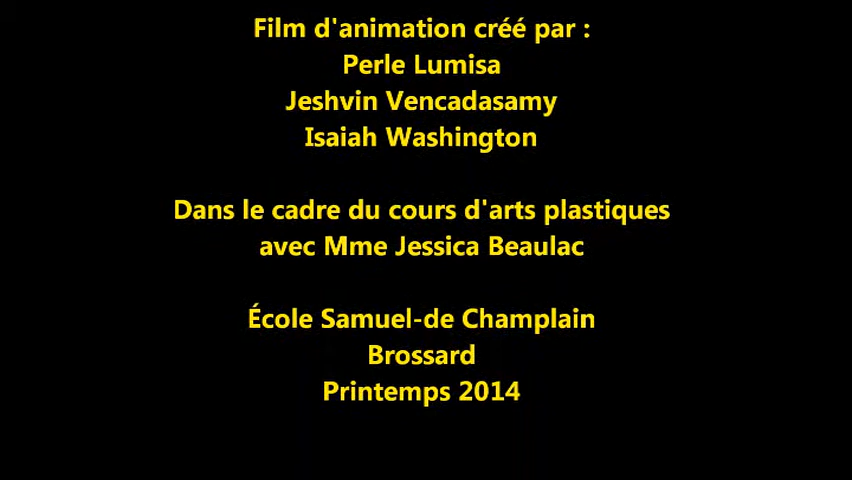 Film d'animation créé par :
Perle Lumisa
Jeshvin Vencadasamy
Isaiah Washington
Dans le cadre du cours d'arts plastiques
avec Mme Jessica Beaulac
École Samuel-de Champlain
Brossard
Printemps 2014